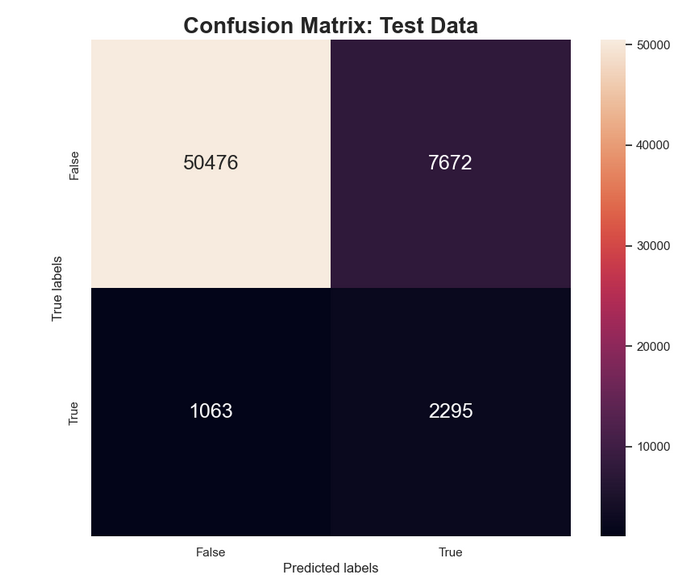 Confusion Matrix: Test Data
50000
40000
30000
20000
10000
True labels
False
True
50476
7672
1063
2295
False
True
Predicted labels